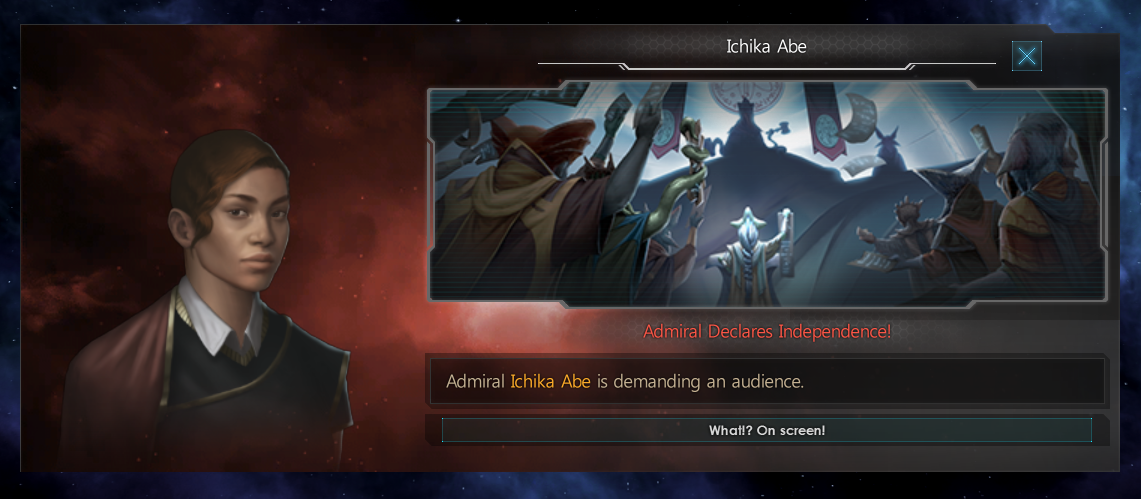 Ichika Abe
Admiral Declares Independence!
Admiral Ichika Abe is demanding an audience.
What!? On screen!